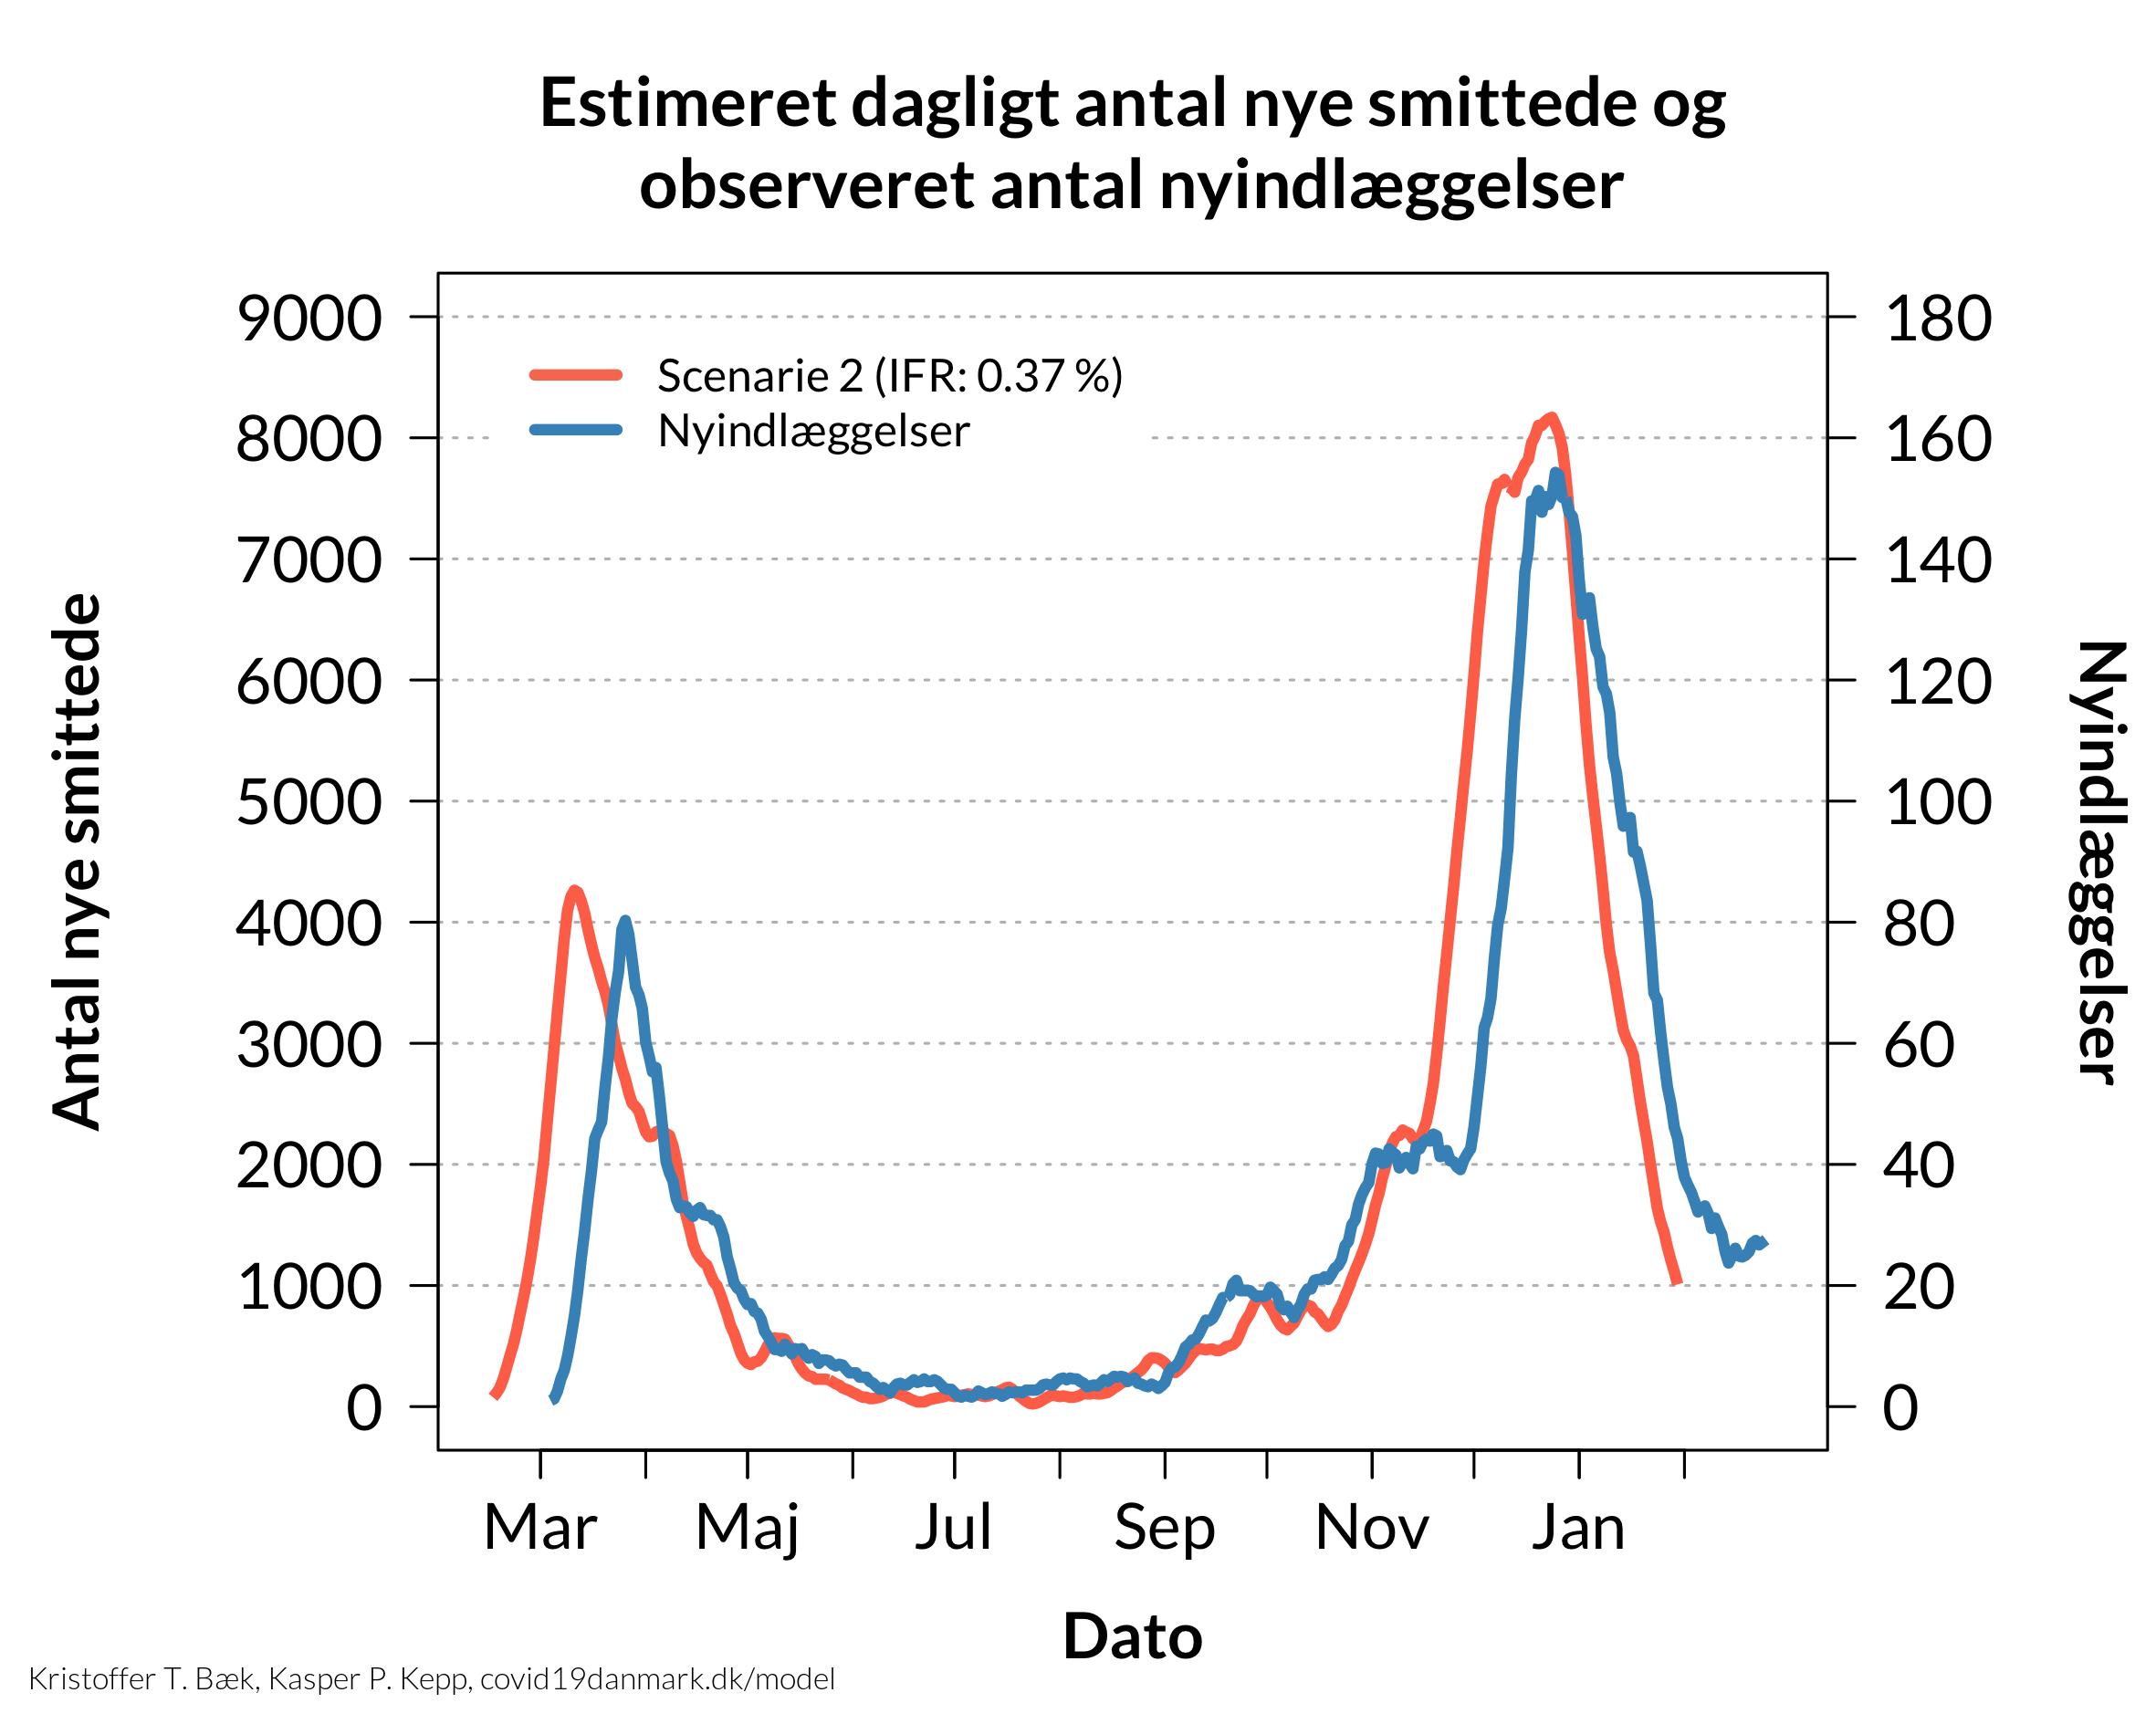 Estimeret dagligt antal nye smittede og
observeret antal nyindlæggelser
Scenarie 2 (IFR: 0.37 %)
Nyindlæggelser
Antal nye smittede
9000
8000
7000
6000
5000
4000
3000
2000
1000
0
180
160
140
120
100
80
60
40
20
0
Nyindlæggelser
Mar Maj Jul Sep Nov Jan
Dato
Kristoffer T. Bæk, Kasper P. Kepp, covid19danmark.dk/model